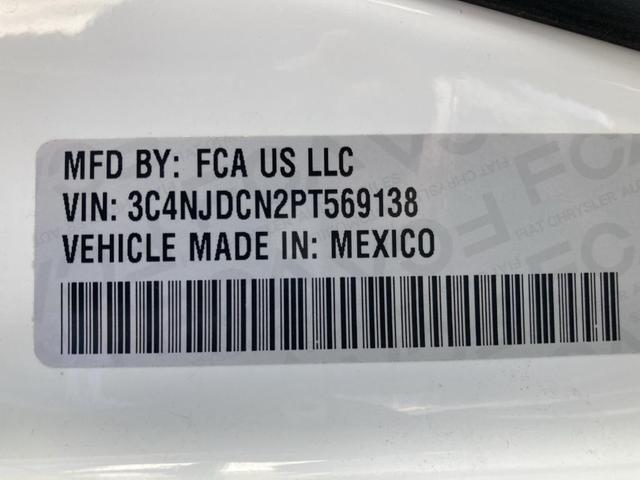 MFD BY: FCA US LLC
VIN: 3C4NJDCN2PT569138
VEHICLE MADE IN: MEXICO